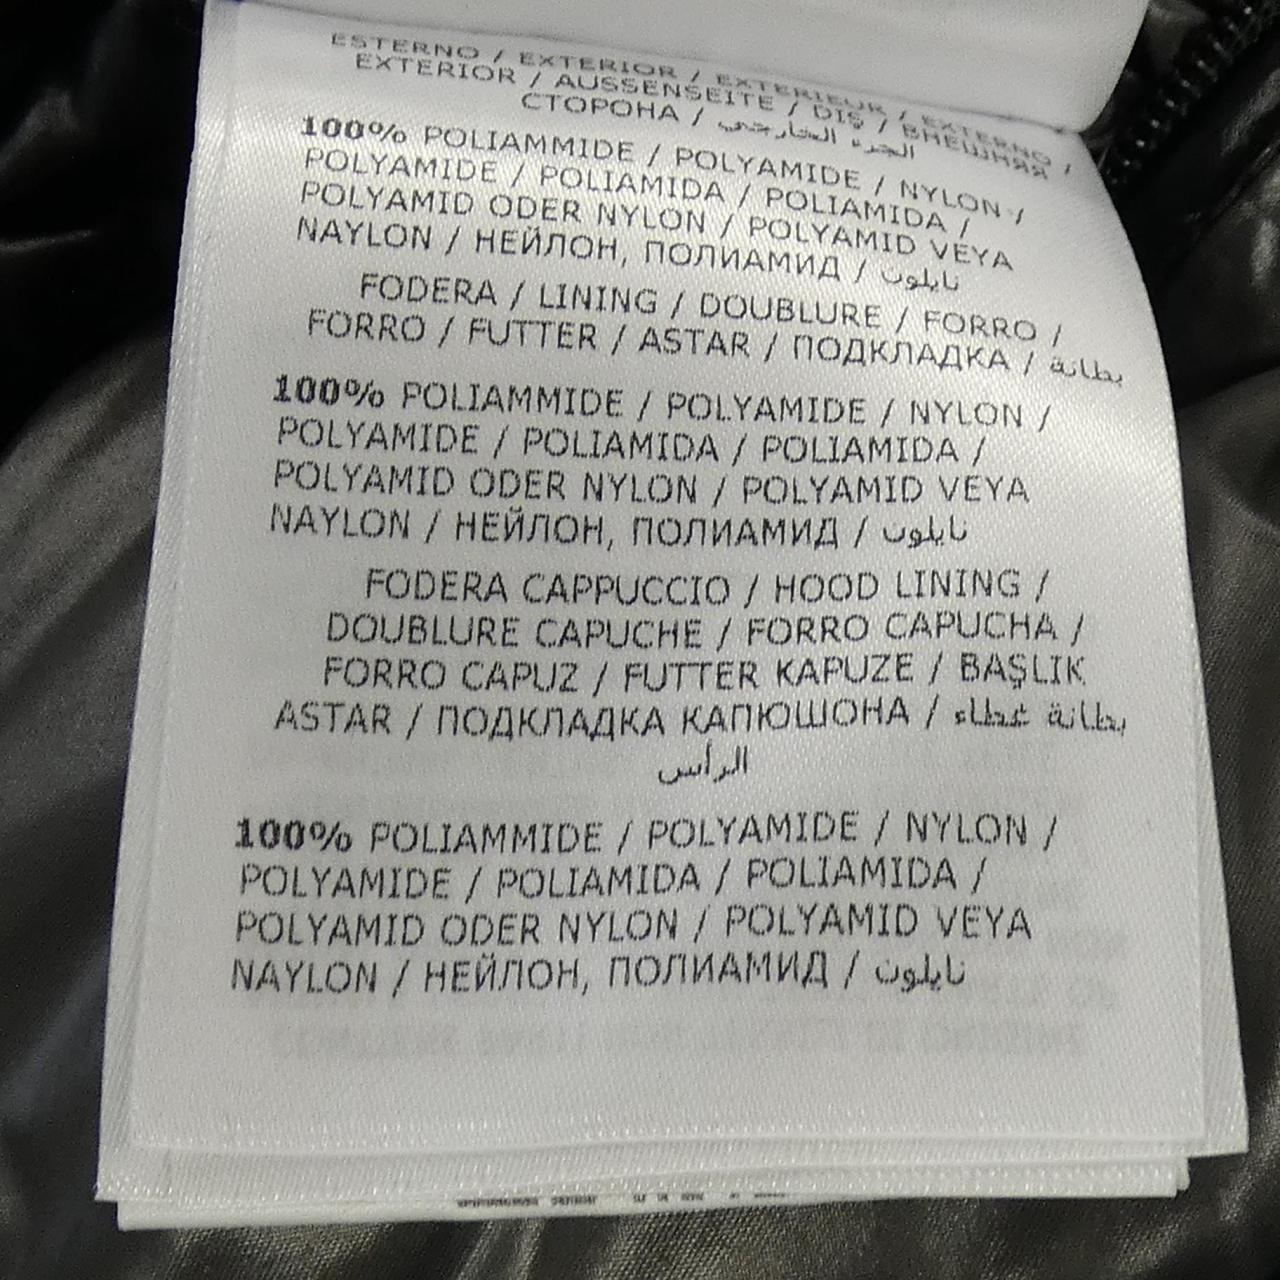 ESTERNO / EXTERIOR / EXTERIEUR / EXTERNO /
EXTERIOR / AUSSENSEITE / DIŞ / ВНЕШНЯЯ
СТОРОНА / الجزء الخارجي
100% POLIAMMIDE / POLYAMIDE / NYLON /
POLYAMIDE / POLIAMIDA / POLIAMIDA /
POLYAMID ODER NYLON / POLYAMID VEYA
NAYLON / НЕЙЛОН, ПОЛИАМИД / نايلون
FODERA / LINING / DOUBLURE / FORRO /
FORRO / FUTTER / ASTAR / ПОДКЛАДКА / بطانة
100% POLIAMMIDE / POLYAMIDE / NYLON /
POLYAMIDE / POLIAMIDA / POLIAMIDA /
POLYAMID ODER NYLON / POLYAMID VEYA
NAYLON / НЕЙЛОН, ПОЛИАМИД / نايلون
FODERA CAPPUCCIO / HOOD LINING /
DOUBLURE CAPUCHE / FORRO CAPUCHA /
FORRO CAPUZ / FUTTER KAPUZE / BAŞLIK
ASTAR / ПОДКЛАДКА КАПЮШОНА / بطانة غطاء
الرأس
100% POLIAMMIDE / POLYAMIDE / NYLON /
POLYAMIDE / POLIAMIDA / POLIAMIDA /
POLYAMID ODER NYLON / POLYAMID VEYA
NAYLON / НЕЙЛОН, ПОЛИАМИД / نايلون